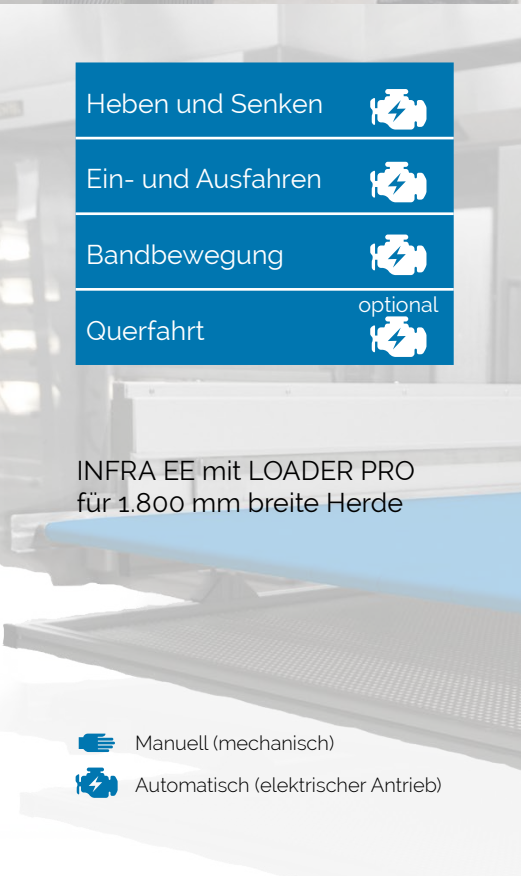 Heben und Senken
Ein- und Ausfahren
Bandbewegung
optional
Querfahrt
INFRA EE mit LOADER PRO
für 1.800 mm breite Herde
Manuell (mechanisch)
Automatisch (elektrischer Antrieb)